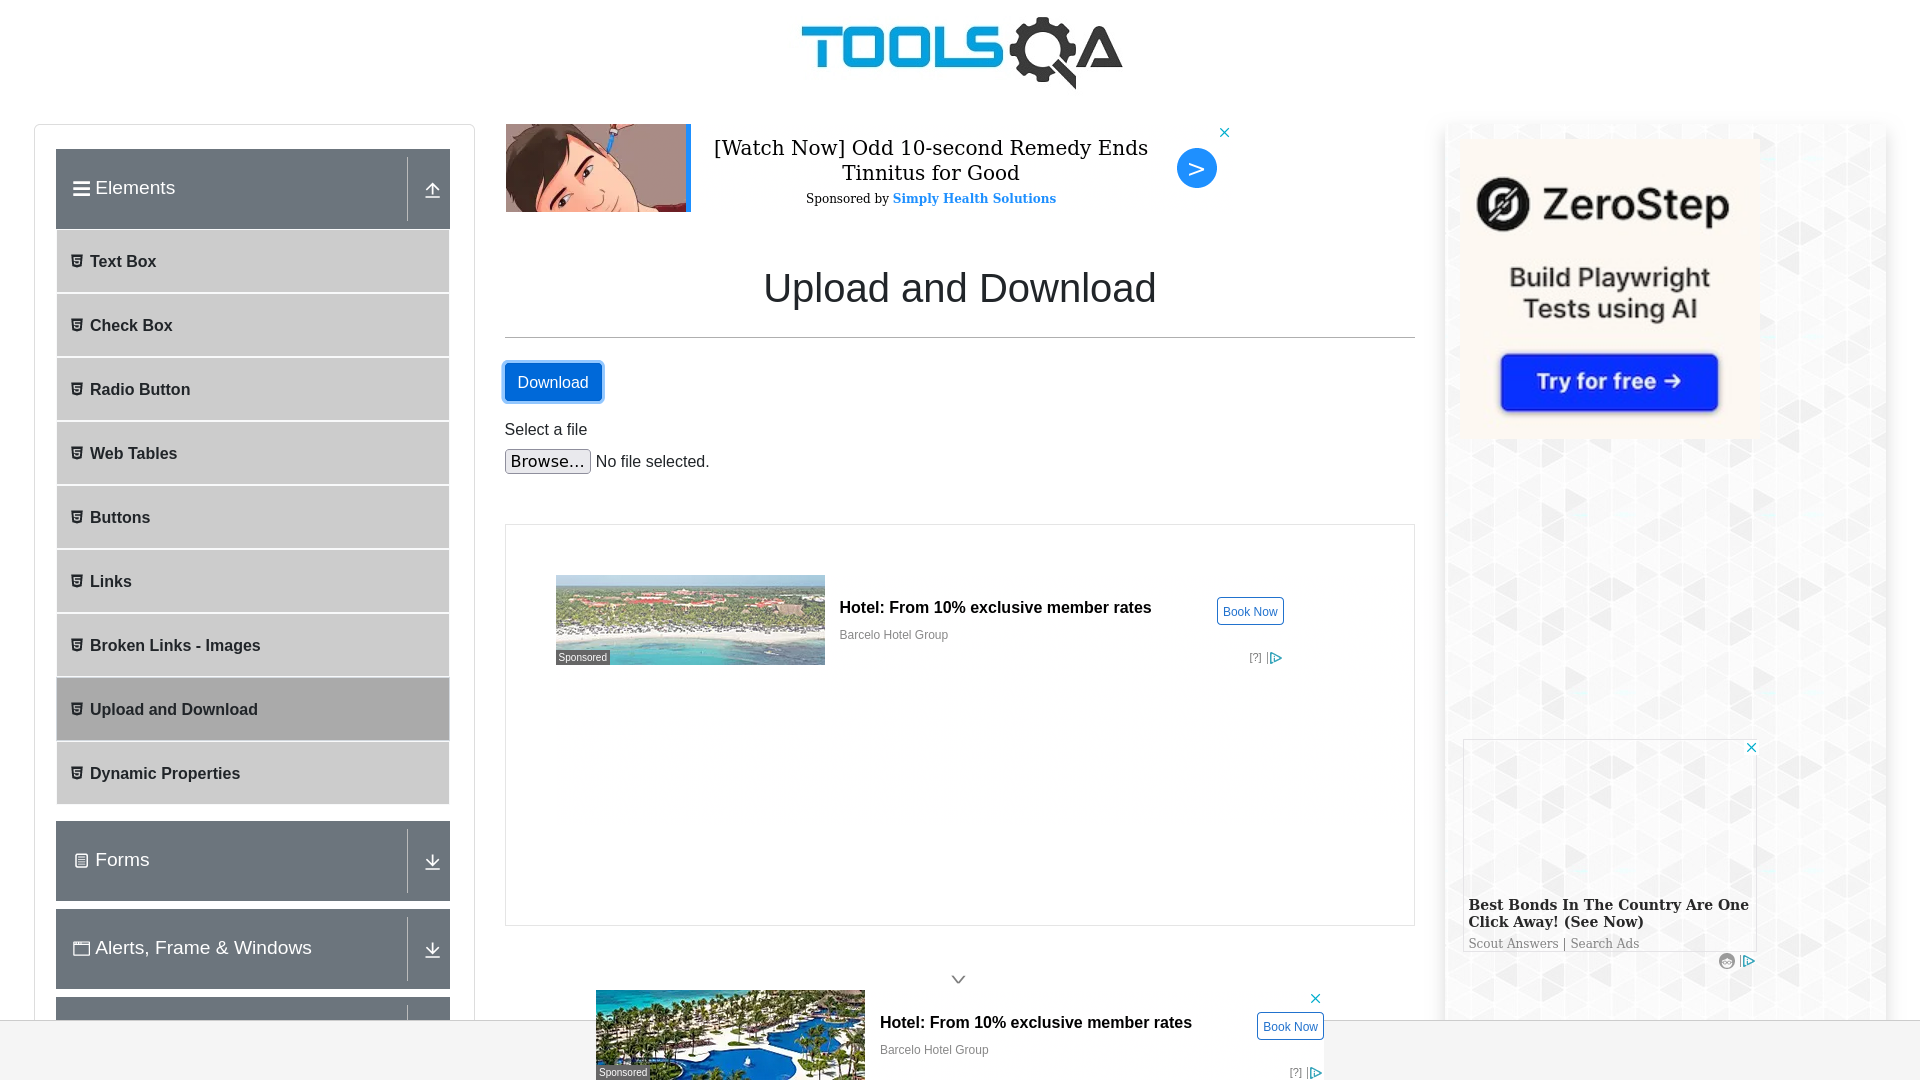 TOOLSQA
Elements
Text Box
Check Box
Radio Button
Web Tables
Buttons
Links
Broken Links - Images
Upload and Download
Dynamic Properties
Forms
Alerts, Frame & Windows
[Watch Now] Odd 10-second Remedy Ends
Tinnitus for Good
Sponsored by Simply Health Solutions
>
Upload and Download
Download
Select a file
Browse... No file selected.
Hotel: From 10% exclusive member rates
Barcelo Hotel Group
Book Now
Sponsored
[?]
ZeroStep
Build Playwright
Tests using AI
Try for free →
Best Bonds In The Country Are One
Click Away! (See Now)
Scout Answers | Search Ads
Hotel: From 10% exclusive member rates
Barcelo Hotel Group
Book Now
Sponsored
[?]